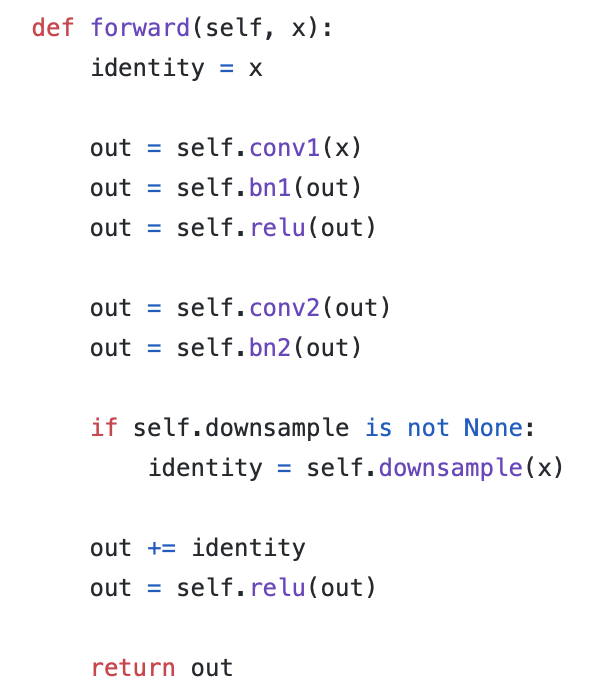 def forward(self, x):
    identity = x

    out = self.conv1(x)
    out = self.bn1(out)
    out = self.relu(out)

    out = self.conv2(out)
    out = self.bn2(out)

    if self.downsample is not None:
        identity = self.downsample(x)

    out += identity
    out = self.relu(out)

    return out